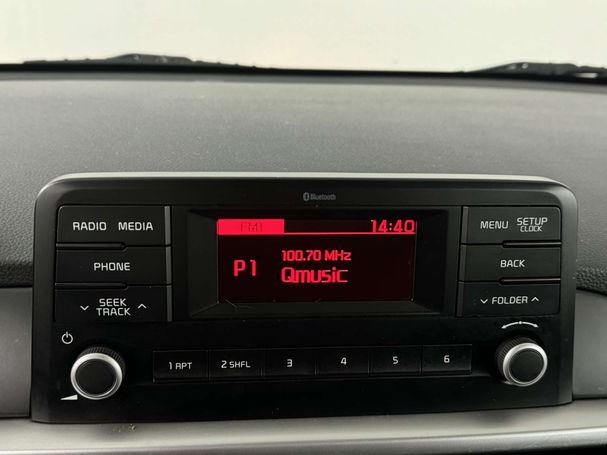 Bluetooth
RADIO MEDIA
PHONE
SEEK
TRACK
FM1 14:40
100.70 MHz
P1 Qmusic
MENU SETUP
CLOCK
BACK
FOLDER
1 RPT 2 SHFL 3 4 5 6